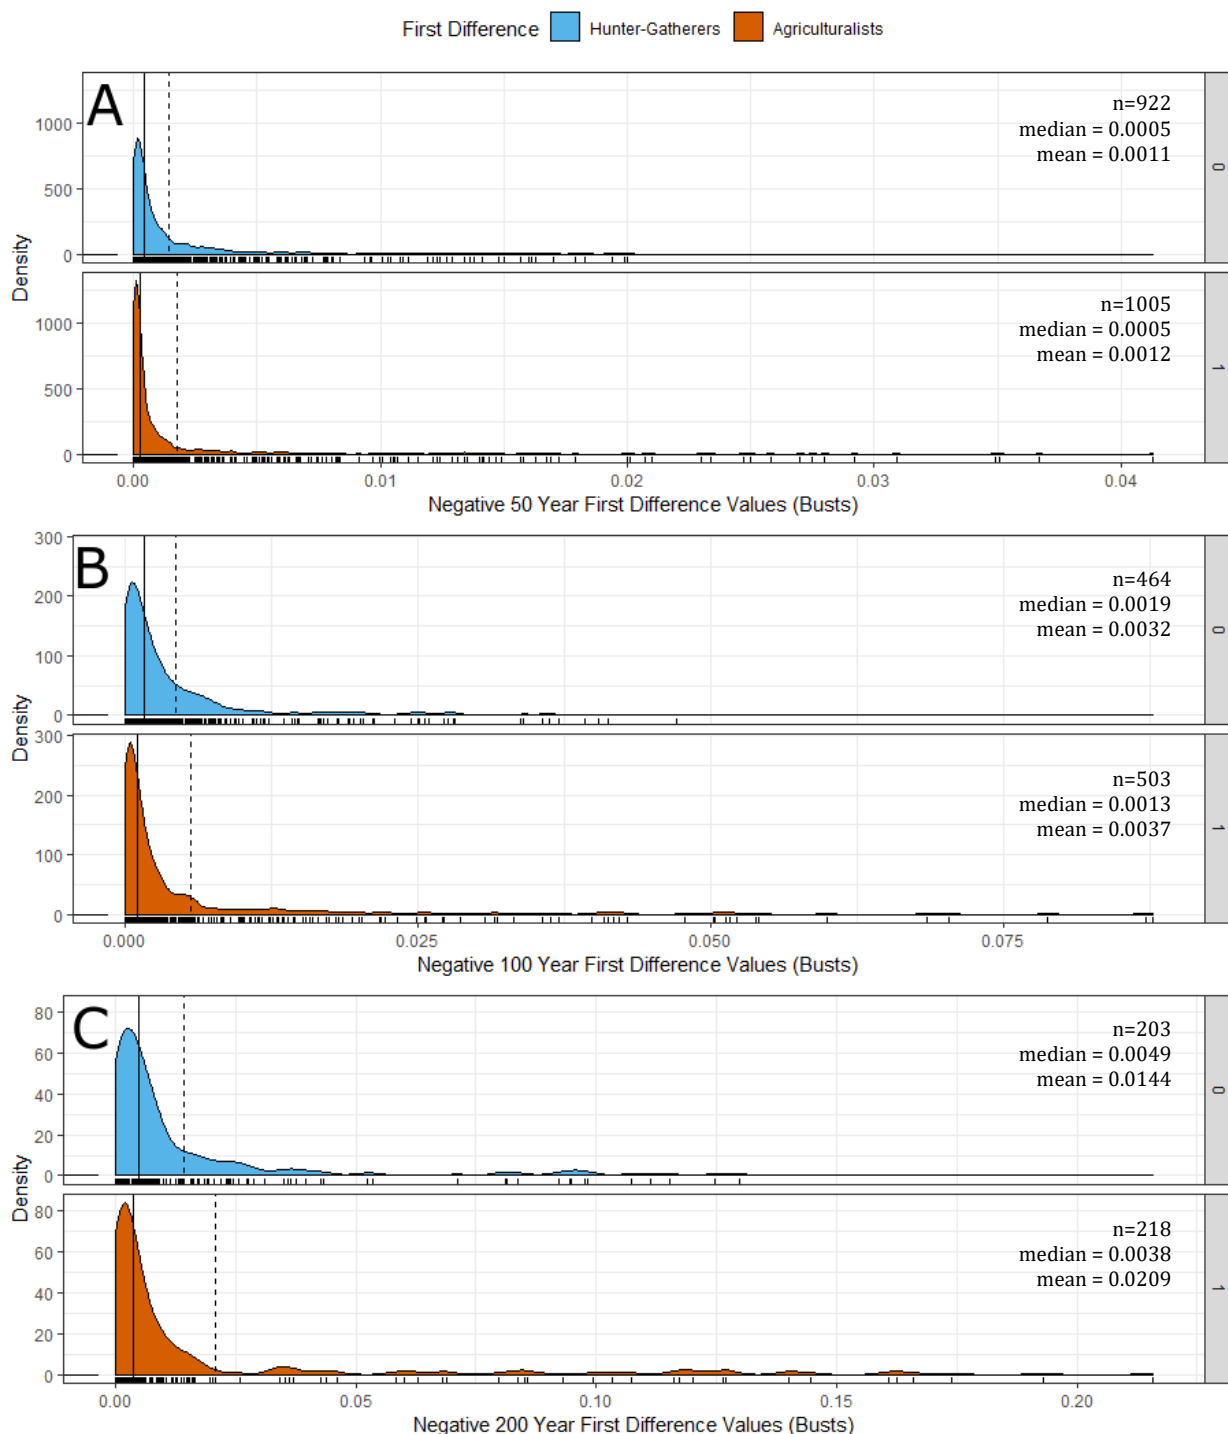 First Difference Hunter-Gatherers Agriculturalists
A
n=922
median = 0.0005
mean = 0.0011
1000
500
0
0
Density
n=1005
median = 0.0005
mean = 0.0012
1000
500
0
1
0.00 0.01 0.02 0.03 0.04
Negative 50 Year First Difference Values (Busts)
B
n=464
median = 0.0019
mean = 0.0032
300
200
100
0
0
Density
n=503
median = 0.0013
mean = 0.0037
300
200
100
0
1
0.000 0.025 0.050 0.075
Negative 100 Year First Difference Values (Busts)
C
n=203
median = 0.0049
mean = 0.0144
80
60
40
20
0
0
Density
n=218
median = 0.0038
mean = 0.0209
80
60
40
20
0
1
0.00 0.05 0.10 0.15 0.20
Negative 200 Year First Difference Values (Busts)